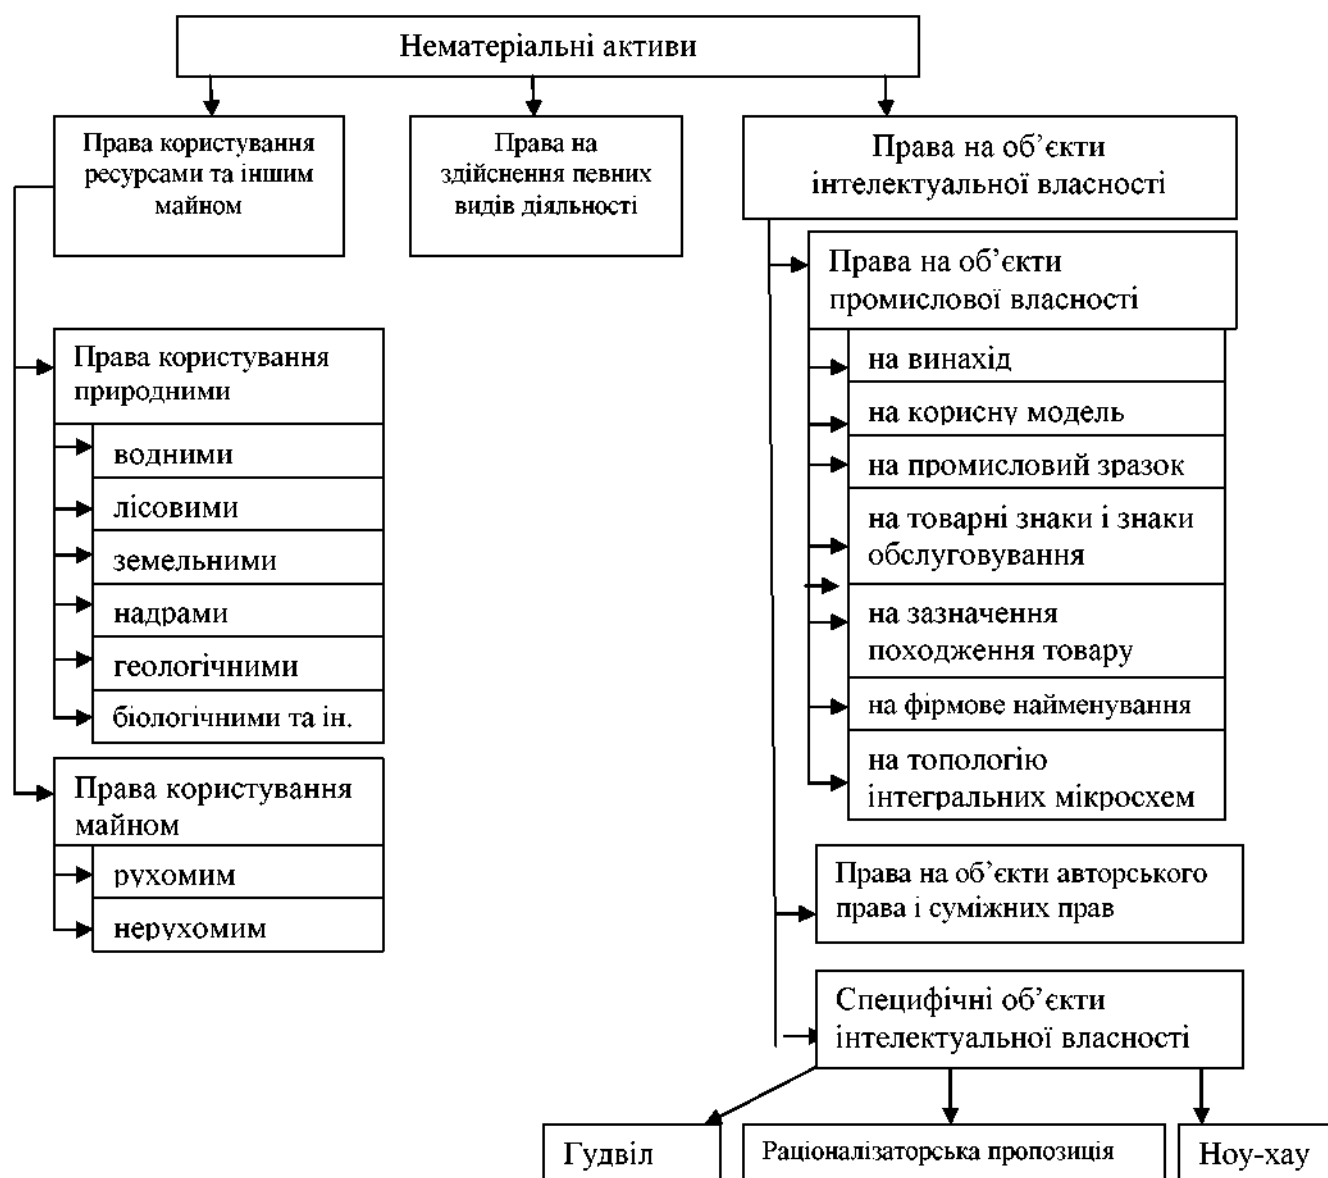 Нематеріальні активи
Права користування
ресурсами та іншим
майном
Права на
здійснення певних
видів діяльності
Права на об’єкти
інтелектуальної власності
Права користування
природними
водними
лісовими
земельними
надрами
геологічними
біологічними та ін.
Права користування
майном
рухомим
нерухомим
Права на об’єкти
промислової власності
на винахід
на корисну модель
на промисловий зразок
на товарні знаки і знаки
обслуговування
на зазначення
походження товару
на фірмове найменування
на топологію
інтегральних мікросхем
Права на об’єкти авторського
права і суміжних прав
Специфічні об’єкти
інтелектуальної власності
Гудвіл
Раціоналізаторська пропозиція
Ноу-хау